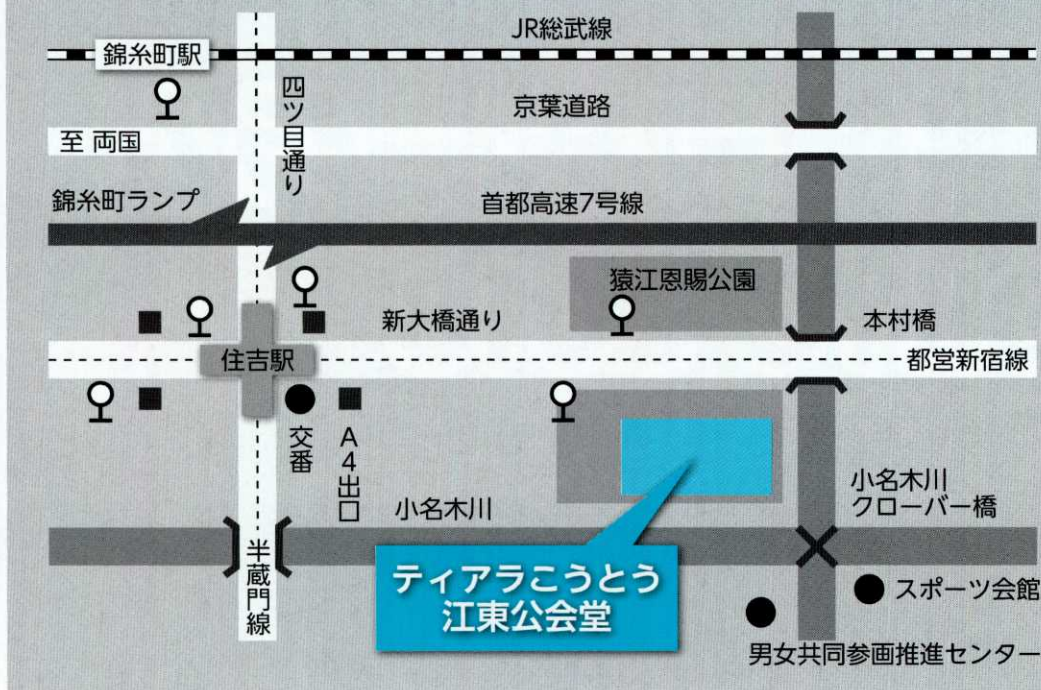 JR総武線
錦糸町駅
四ツ目通り
京葉道路
至 両国
錦糸町ランプ
首都高速7号線
猿江恩賜公園
新大橋通り
本村橋
住吉駅
都営新宿線
交番
A4出口
小名木川
小名木川
クローバー橋
半蔵門線
ティアラこうとう
江東公会堂
スポーツ会館
男女共同参画推進センター